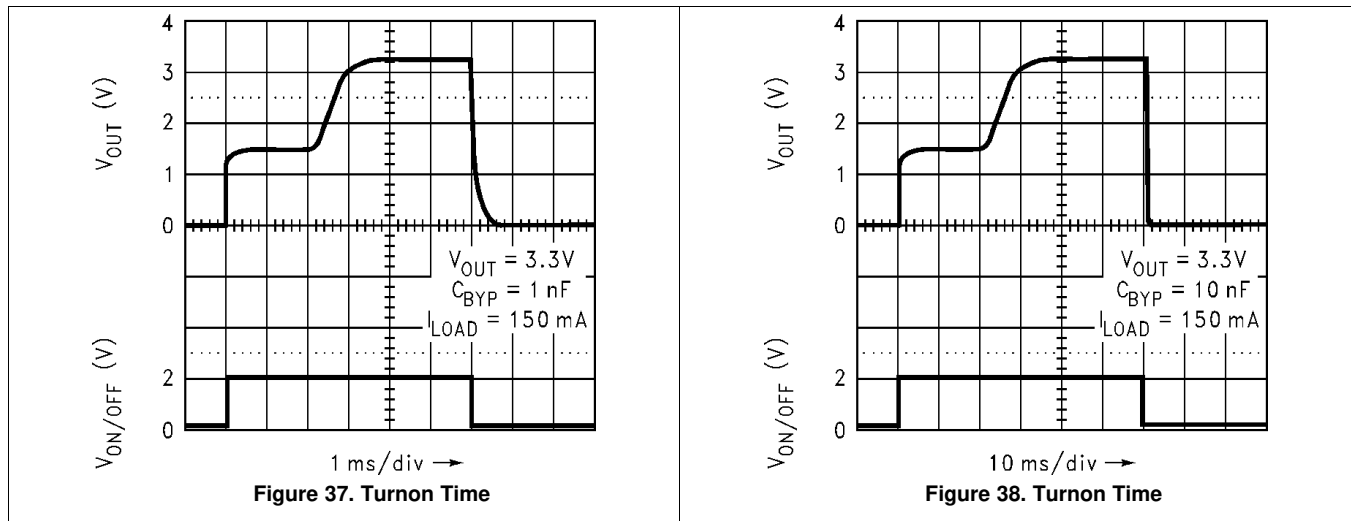 4
3
2
1
0
V_OUT (V)
V_OUT = 3.3V
C_BYP = 1 nF
I_LOAD = 150 mA
2
0
V_ON/OFF (V)
1 ms/div →
Figure 37. Turnon Time
4
3
2
1
0
V_OUT (V)
V_OUT = 3.3V
C_BYP = 10 nF
I_LOAD = 150 mA
2
0
V_ON/OFF (V)
10 ms/div →
Figure 38. Turnon Time